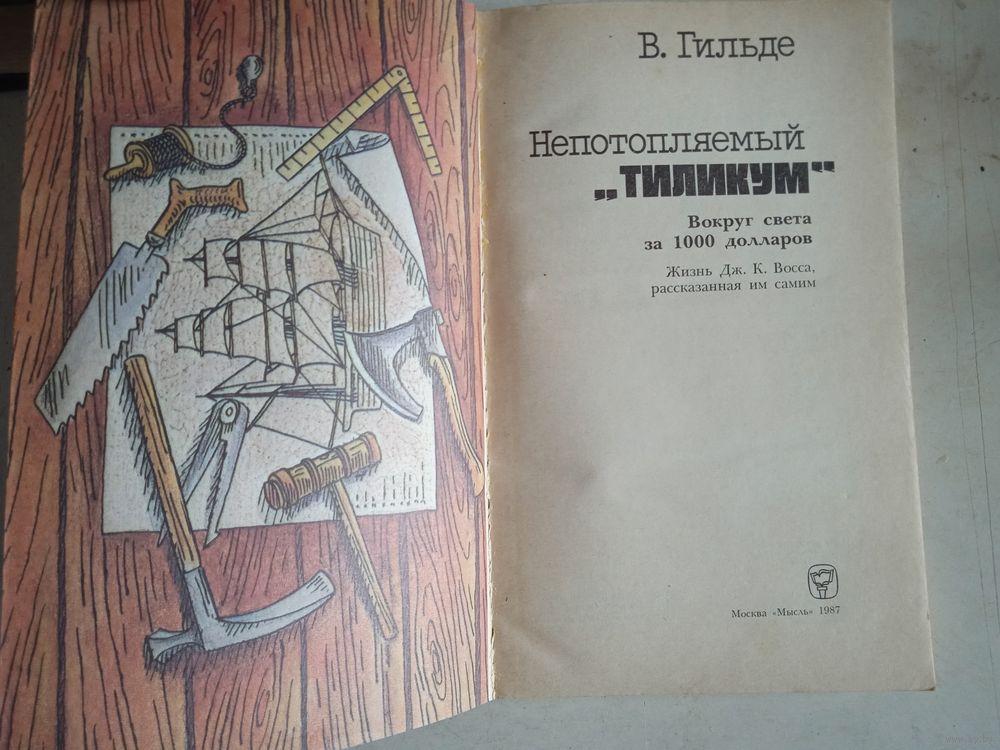 В. Гильде
Непотопляемый
„ТИЛИКУМ“
Вокруг света
за 1000 долларов
Жизнь Дж. К. Восса,
рассказанная им самим
Москва «Мысль» 1987